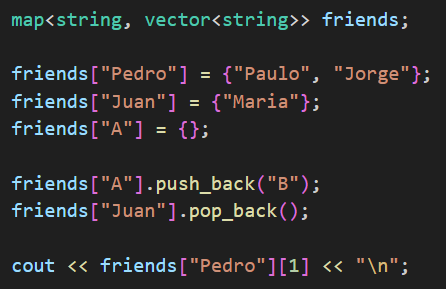 map<string, vector<string>> friends;
friends["Pedro"] = {"Paulo", "Jorge"};
friends["Juan"] = {"Maria"};
friends["A"] = {};
friends["A"].push_back("B");
friends["Juan"].pop_back();
cout << friends["Pedro"][1] << "\n";